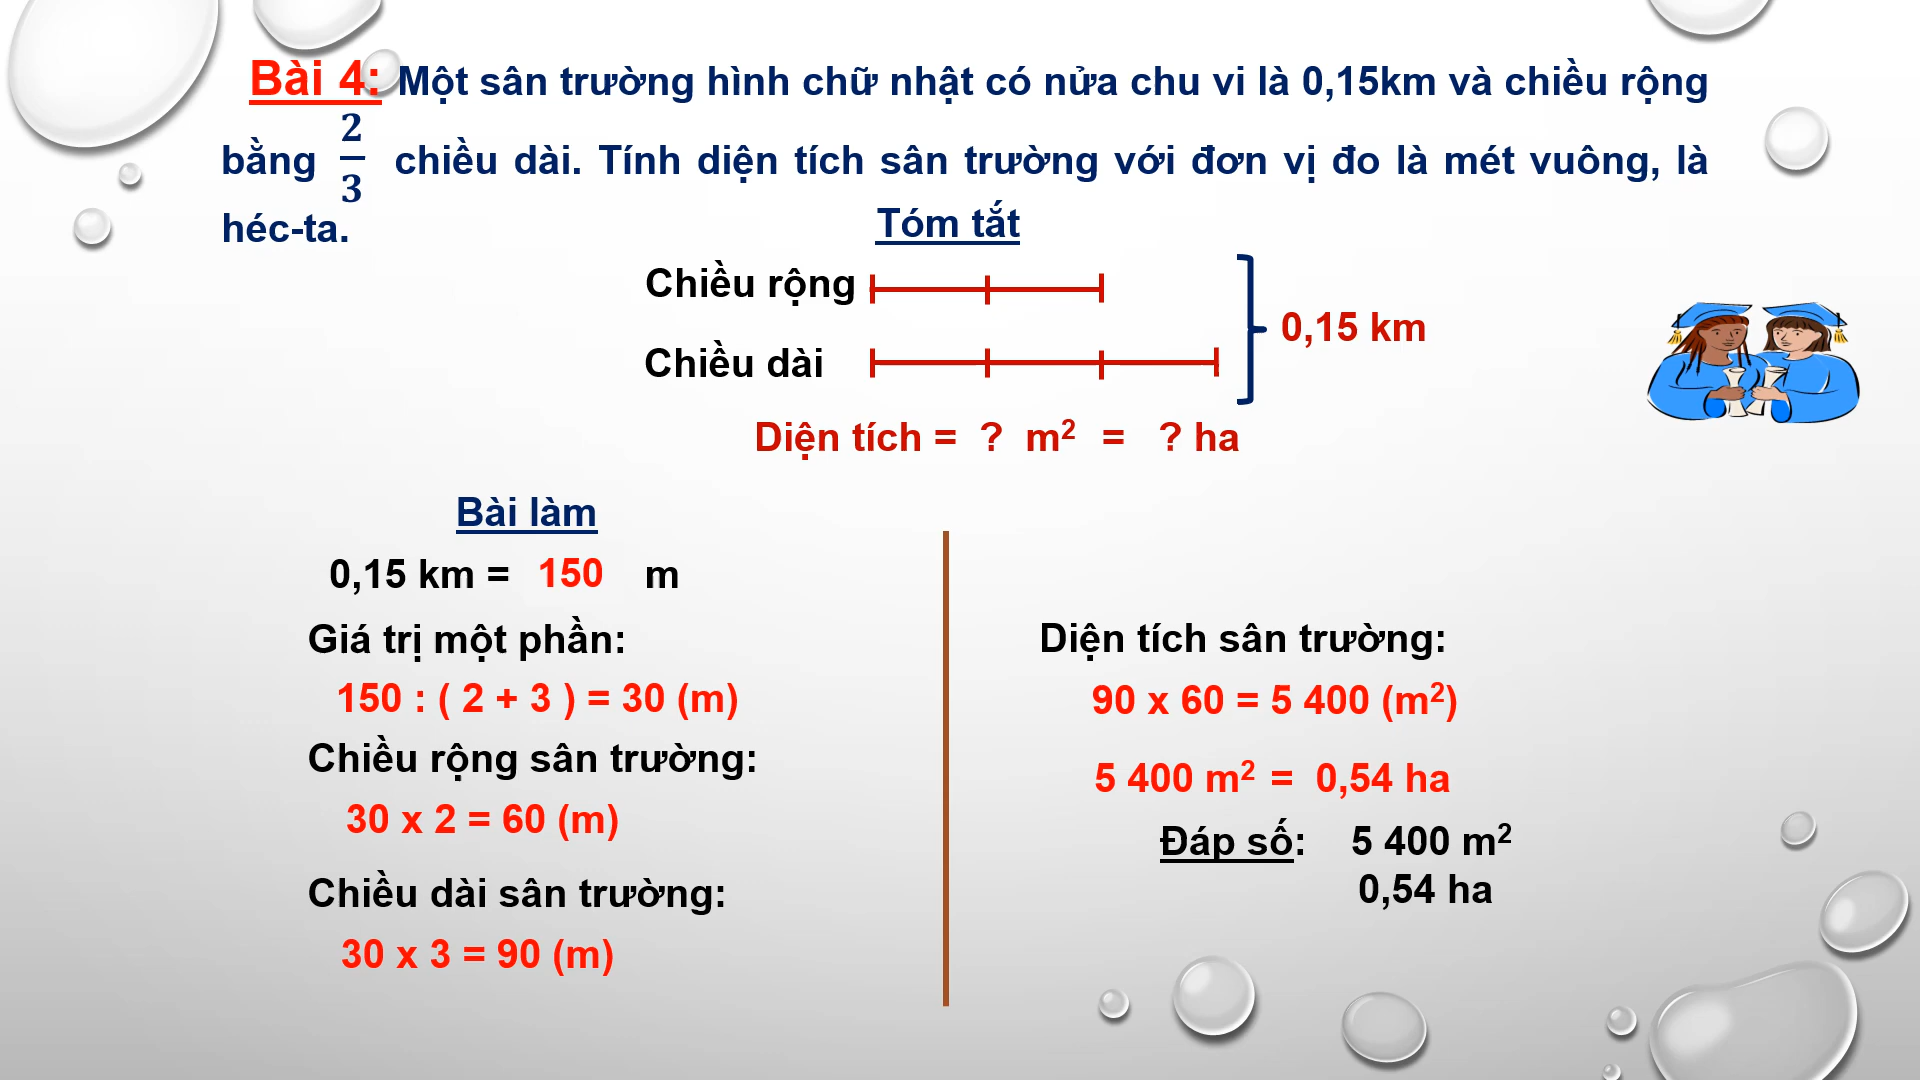 Bài 4: Một sân trường hình chữ nhật có nửa chu vi là 0,15km và chiều rộng
bằng 2/3 chiều dài. Tính diện tích sân trường với đơn vị đo là mét vuông, là
héc-ta.
Tóm tắt
Chiều rộng
0,15 km
Chiều dài
Diện tích = ? m² = ? ha
Bài làm
0,15 km = 150 m
Giá trị một phần:
150 : ( 2 + 3 ) = 30 (m)
Chiều rộng sân trường:
30 x 2 = 60 (m)
Chiều dài sân trường:
30 x 3 = 90 (m)
Diện tích sân trường:
90 x 60 = 5 400 (m²)
5 400 m² = 0,54 ha
Đáp số: 5 400 m²
0,54 ha